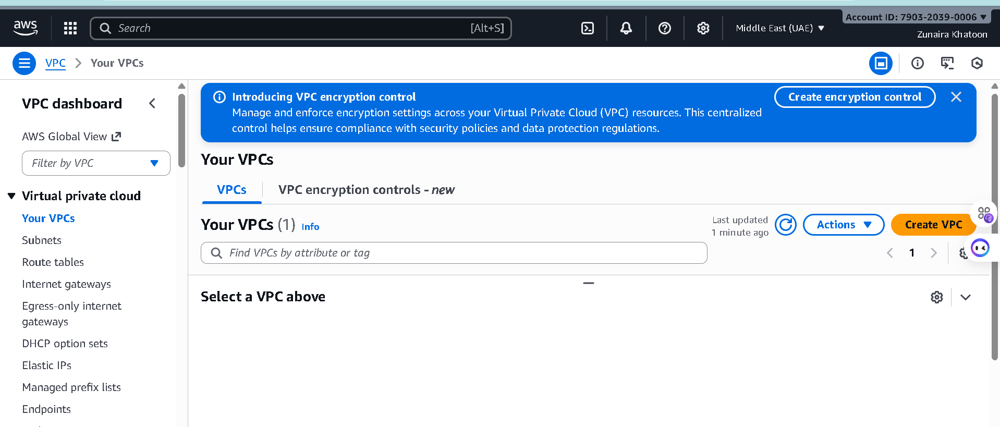 aws
Search
[Alt+S]
Middle East (UAE)
Account ID: 7903-2039-0006
Zunaira Khatoon
VPC
Your VPCs
VPC dashboard
AWS Global View
Filter by VPC
Virtual private cloud
Your VPCs
Subnets
Route tables
Internet gateways
Egress-only internet
gateways
DHCP option sets
Elastic IPs
Managed prefix lists
Endpoints
Introducing VPC encryption control
Manage and enforce encryption settings across your Virtual Private Cloud (VPC) resources. This centralized
control helps ensure compliance with security policies and data protection regulations.
Create encryption control
Your VPCs
VPCs
VPC encryption controls - new
Your VPCs (1) Info
Last updated
1 minute ago
Actions
Create VPC
Find VPCs by attribute or tag
1
Select a VPC above